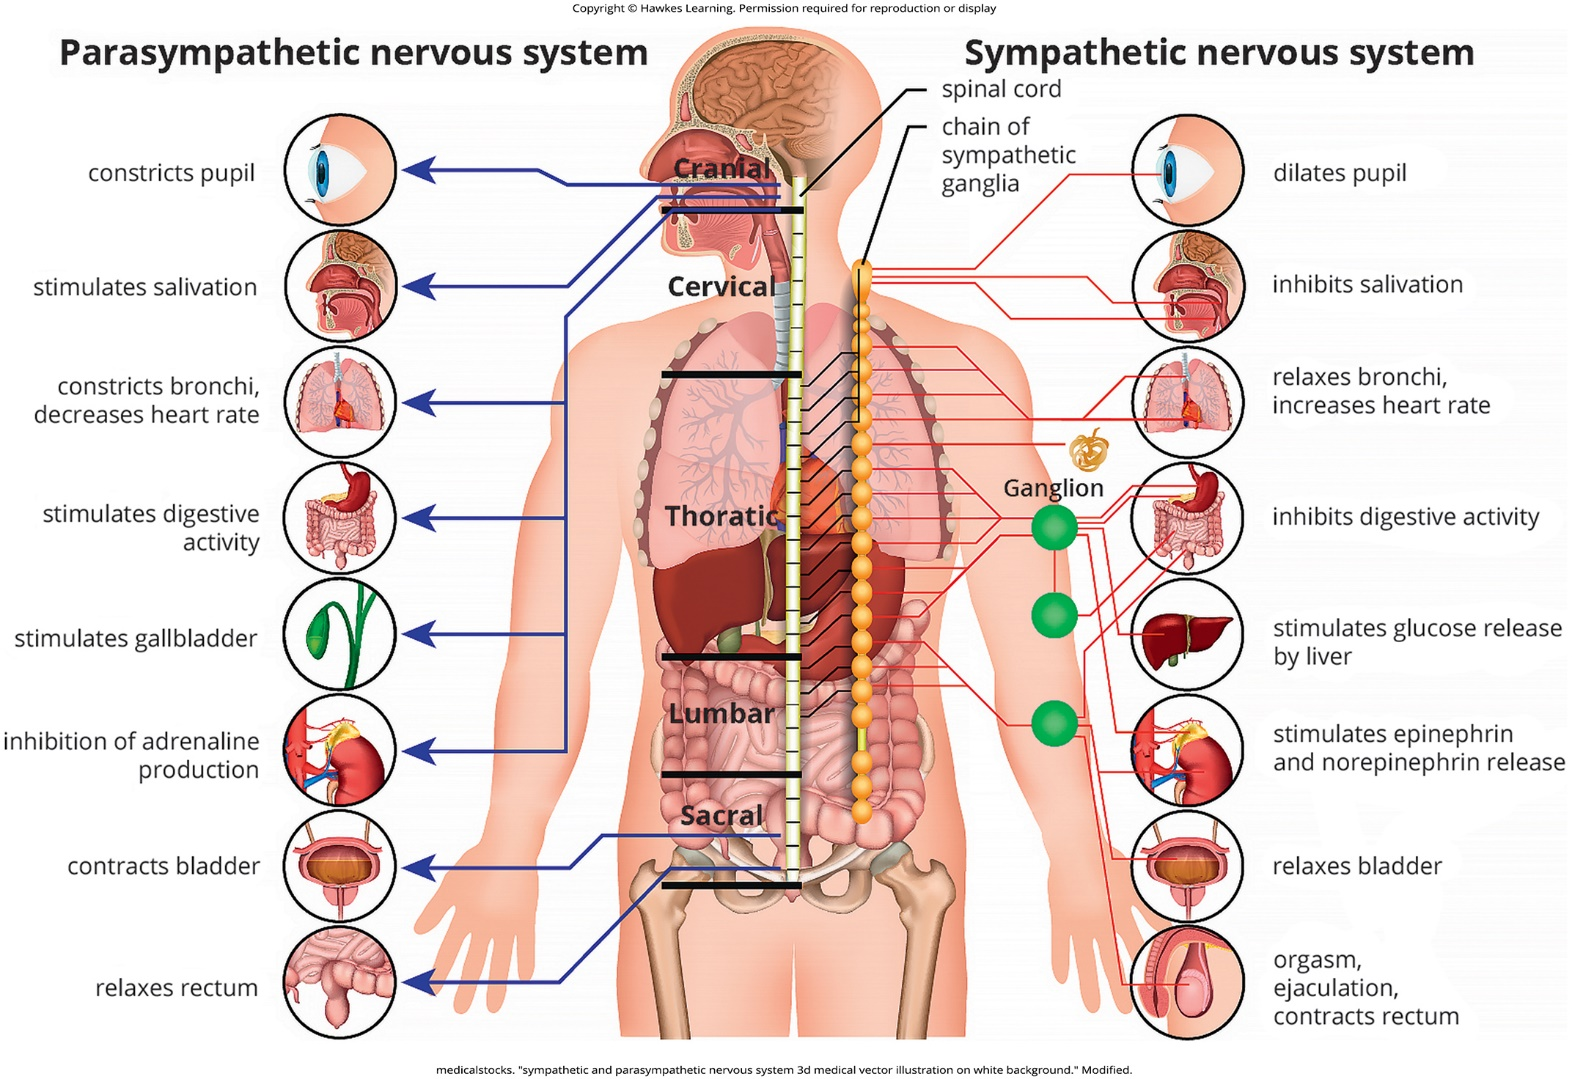 Copyright © Hawkes Learning. Permission required for reproduction or display
Parasympathetic nervous system
Sympathetic nervous system
spinal cord
chain of
sympathetic
ganglia
constricts pupil
stimulates salivation
constricts bronchi,
decreases heart rate
stimulates digestive
activity
stimulates gallbladder
inhibition of adrenaline
production
contracts bladder
relaxes rectum
Cranial
Cervical
Thoratic
Lumbar
Sacral
Ganglion
dilates pupil
inhibits salivation
relaxes bronchi,
increases heart rate
inhibits digestive activity
stimulates glucose release
by liver
stimulates epinephrin
and norepinephrin release
relaxes bladder
orgasm,
ejaculation,
contracts rectum
medicalstocks. "sympathetic and parasympathetic nervous system 3d medical vector illustration on white background." Modified.